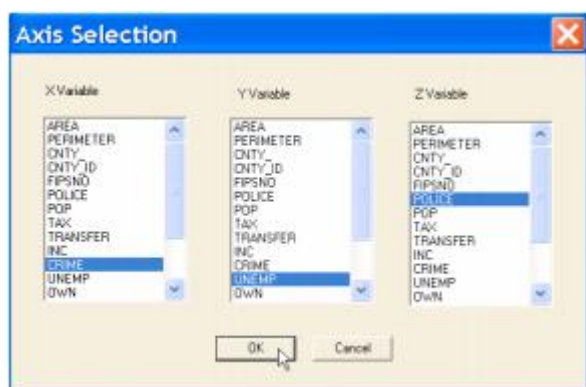 Axis Selection
X Variable
Y Variable
Z Variable
AREA
PERIMETER
CNTY_
CNTY_ID
FIPSNO
POLICE
POP
TAX
TRANSFER
INC
CRIME
UNEMP
OWN
AREA
PERIMETER
CNTY_
CNTY_ID
FIPSNO
POLICE
POP
TAX
TRANSFER
INC
CRIME
UNEMP
OWN
AREA
PERIMETER
CNTY_
CNTY_ID
FIPSNO
POLICE
POP
TAX
TRANSFER
INC
CRIME
UNEMP
OWN
OK
Cancel